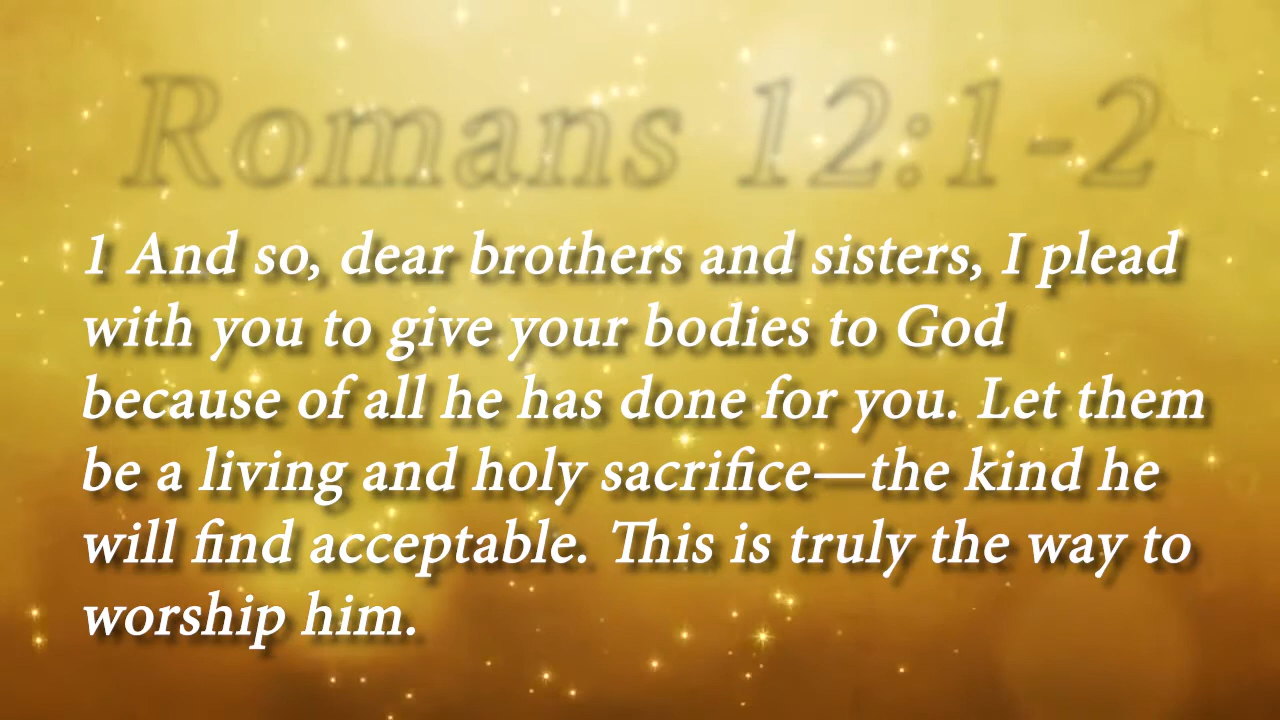 Romans 12:1-2
1 And so, dear brothers and sisters, I plead
with you to give your bodies to God
because of all he has done for you. Let them
be a living and holy sacrifice—the kind he
will find acceptable. This is truly the way to
worship him.